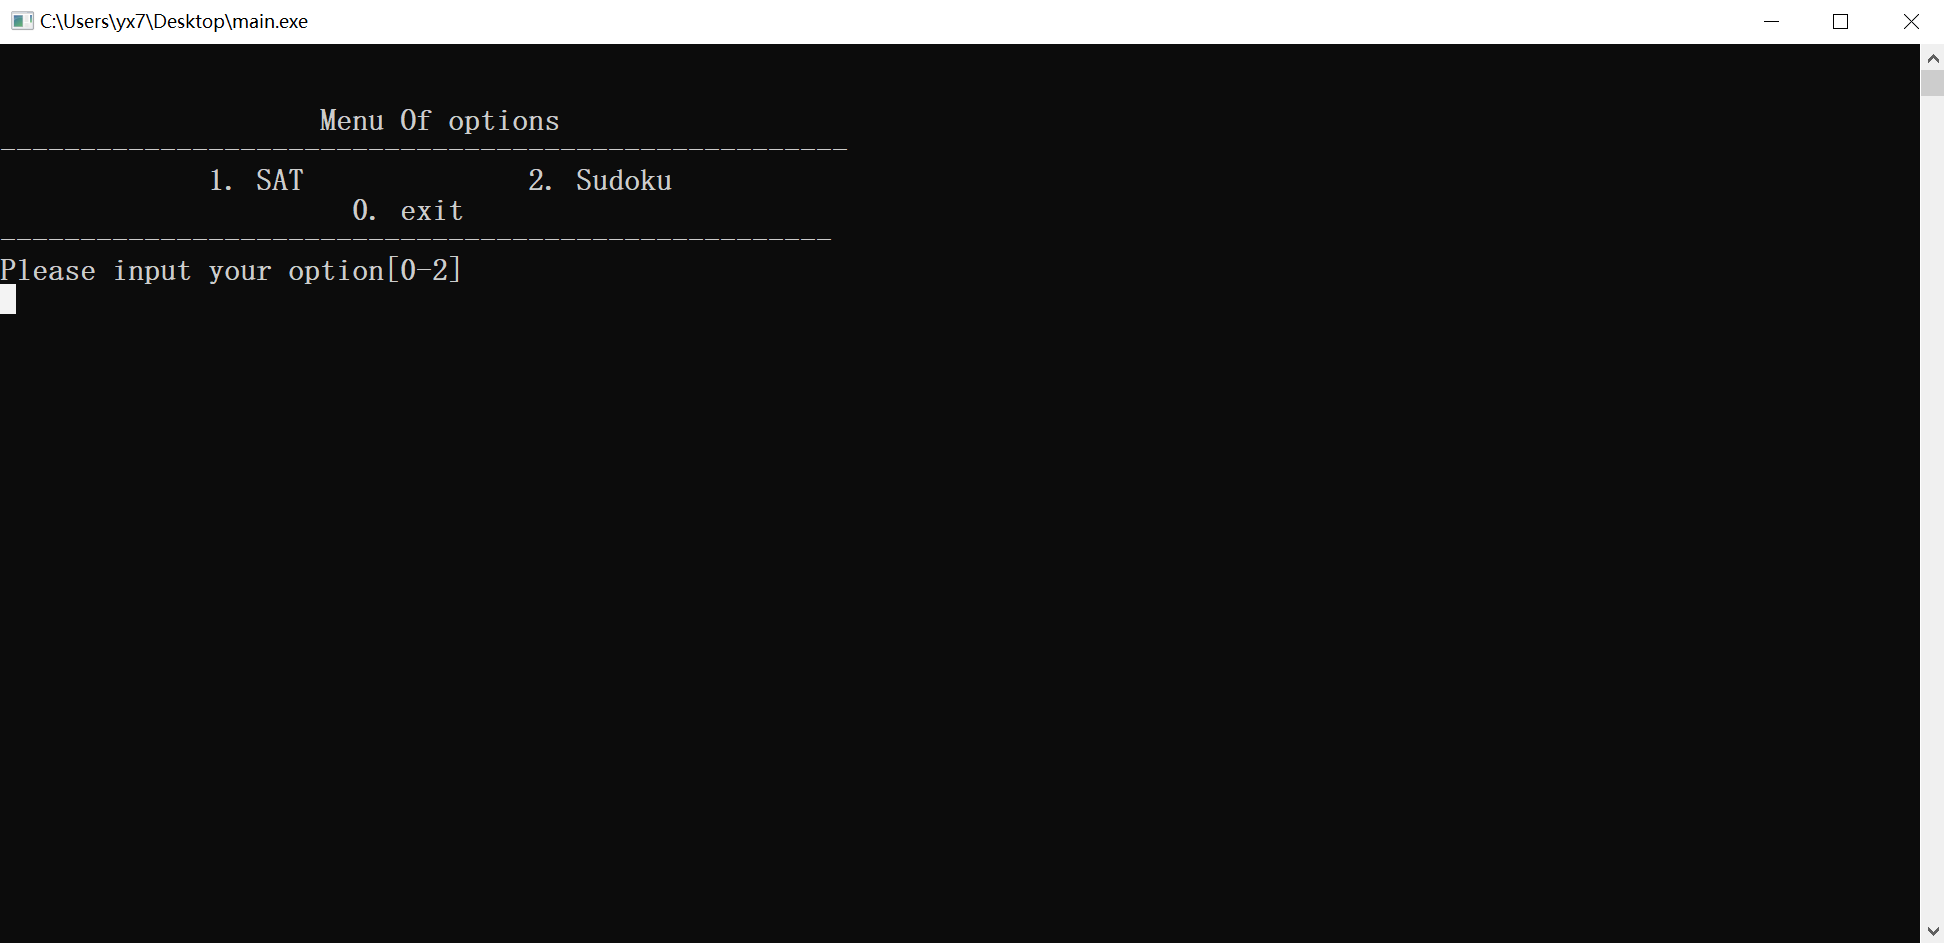 C:\Users\yx7\Desktop\main.exe
Menu Of options
-----------------------------------------------------
1. SAT 2. Sudoku
0. exit
----------------------------------------------------
Please input your option[0-2]